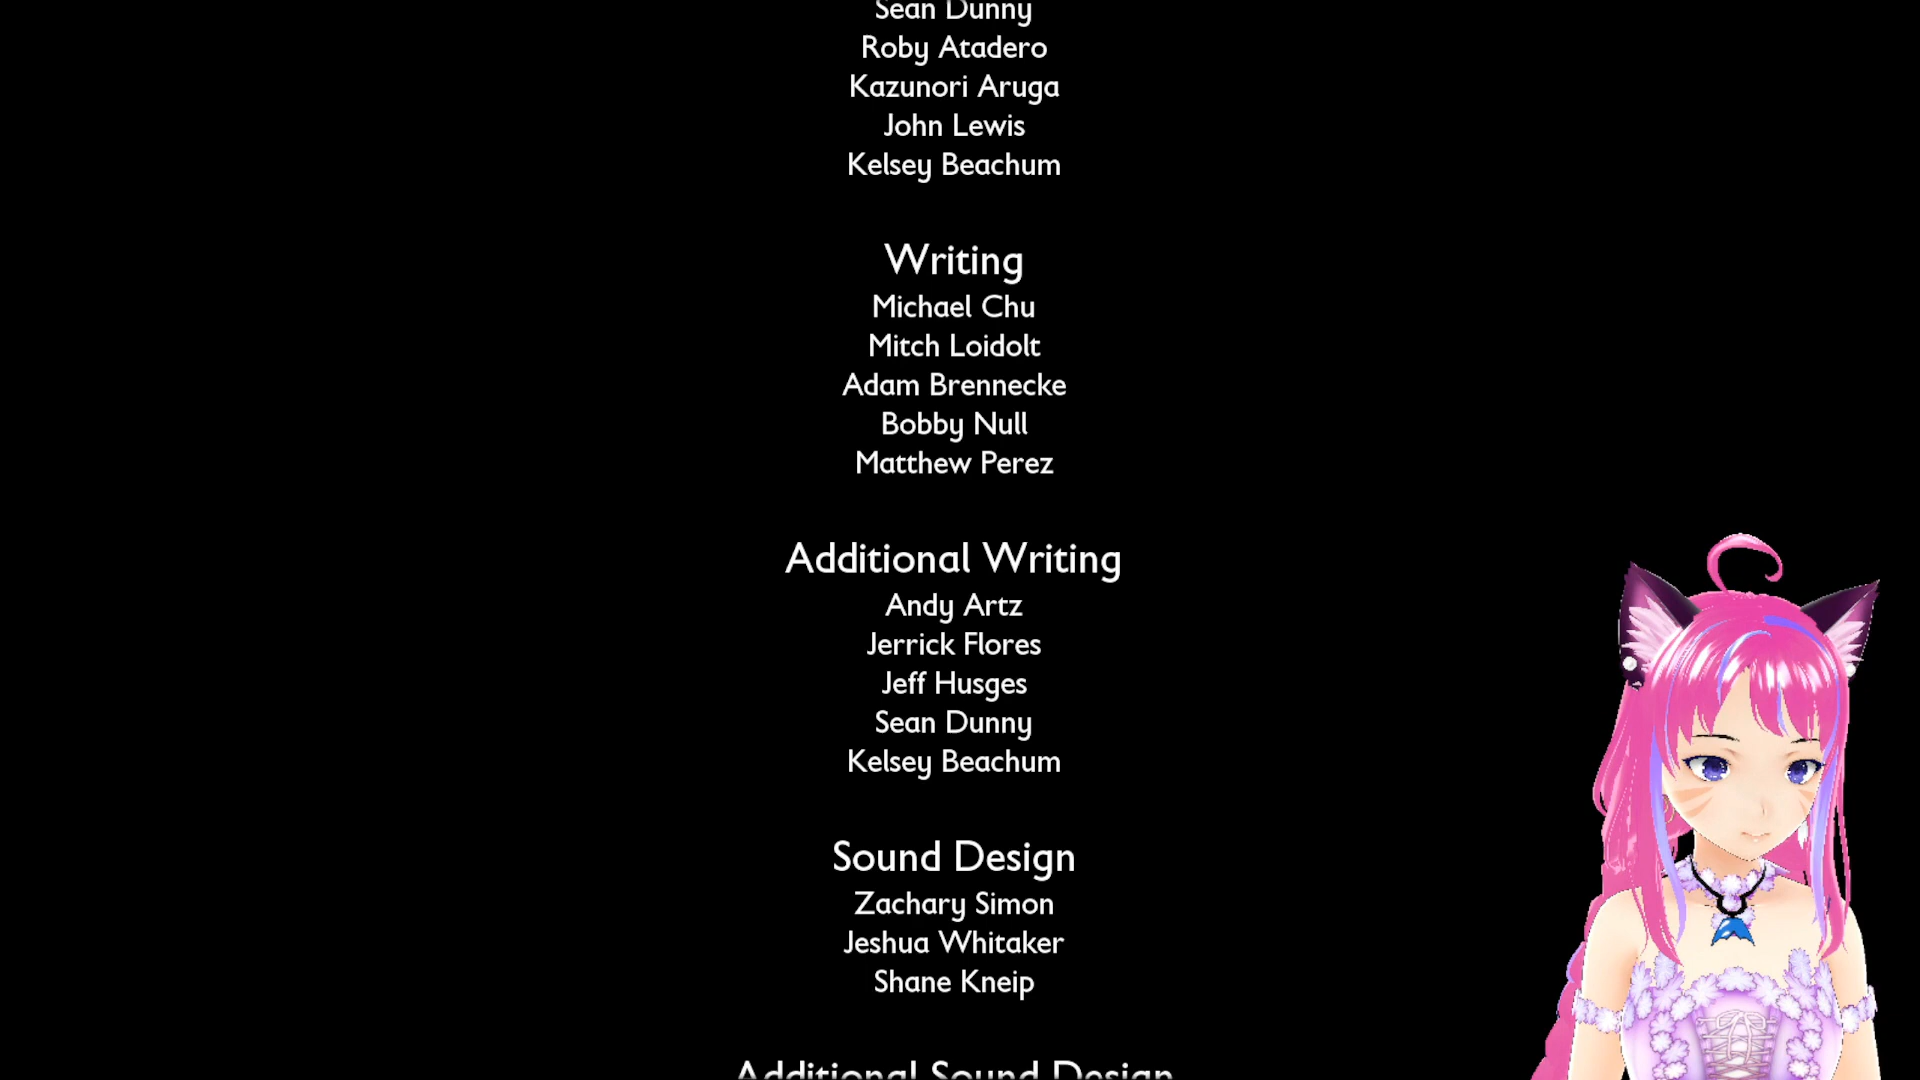 Sean Dunny
Roby Atadero
Kazunori Aruga
John Lewis
Kelsey Beachum
Writing
Michael Chu
Mitch Loidolt
Adam Brennecke
Bobby Null
Matthew Perez
Additional Writing
Andy Artz
Jerrick Flores
Jeff Husges
Sean Dunny
Kelsey Beachum
Sound Design
Zachary Simon
Jeshua Whitaker
Shane Kneip
Additional Sound Design